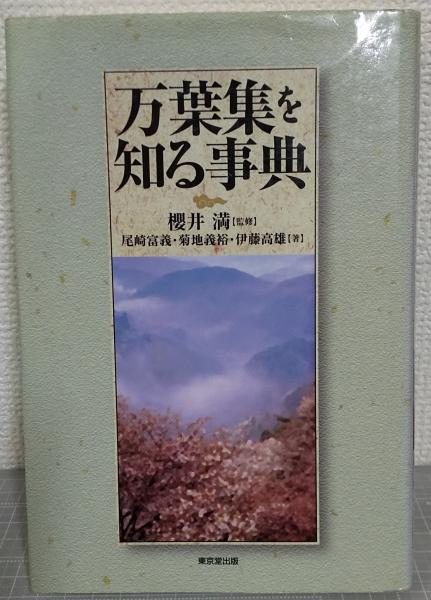 万葉集を
知る事典
櫻井 満【監修】
尾崎富義・菊地義裕・伊藤高雄【著】
東京堂出版